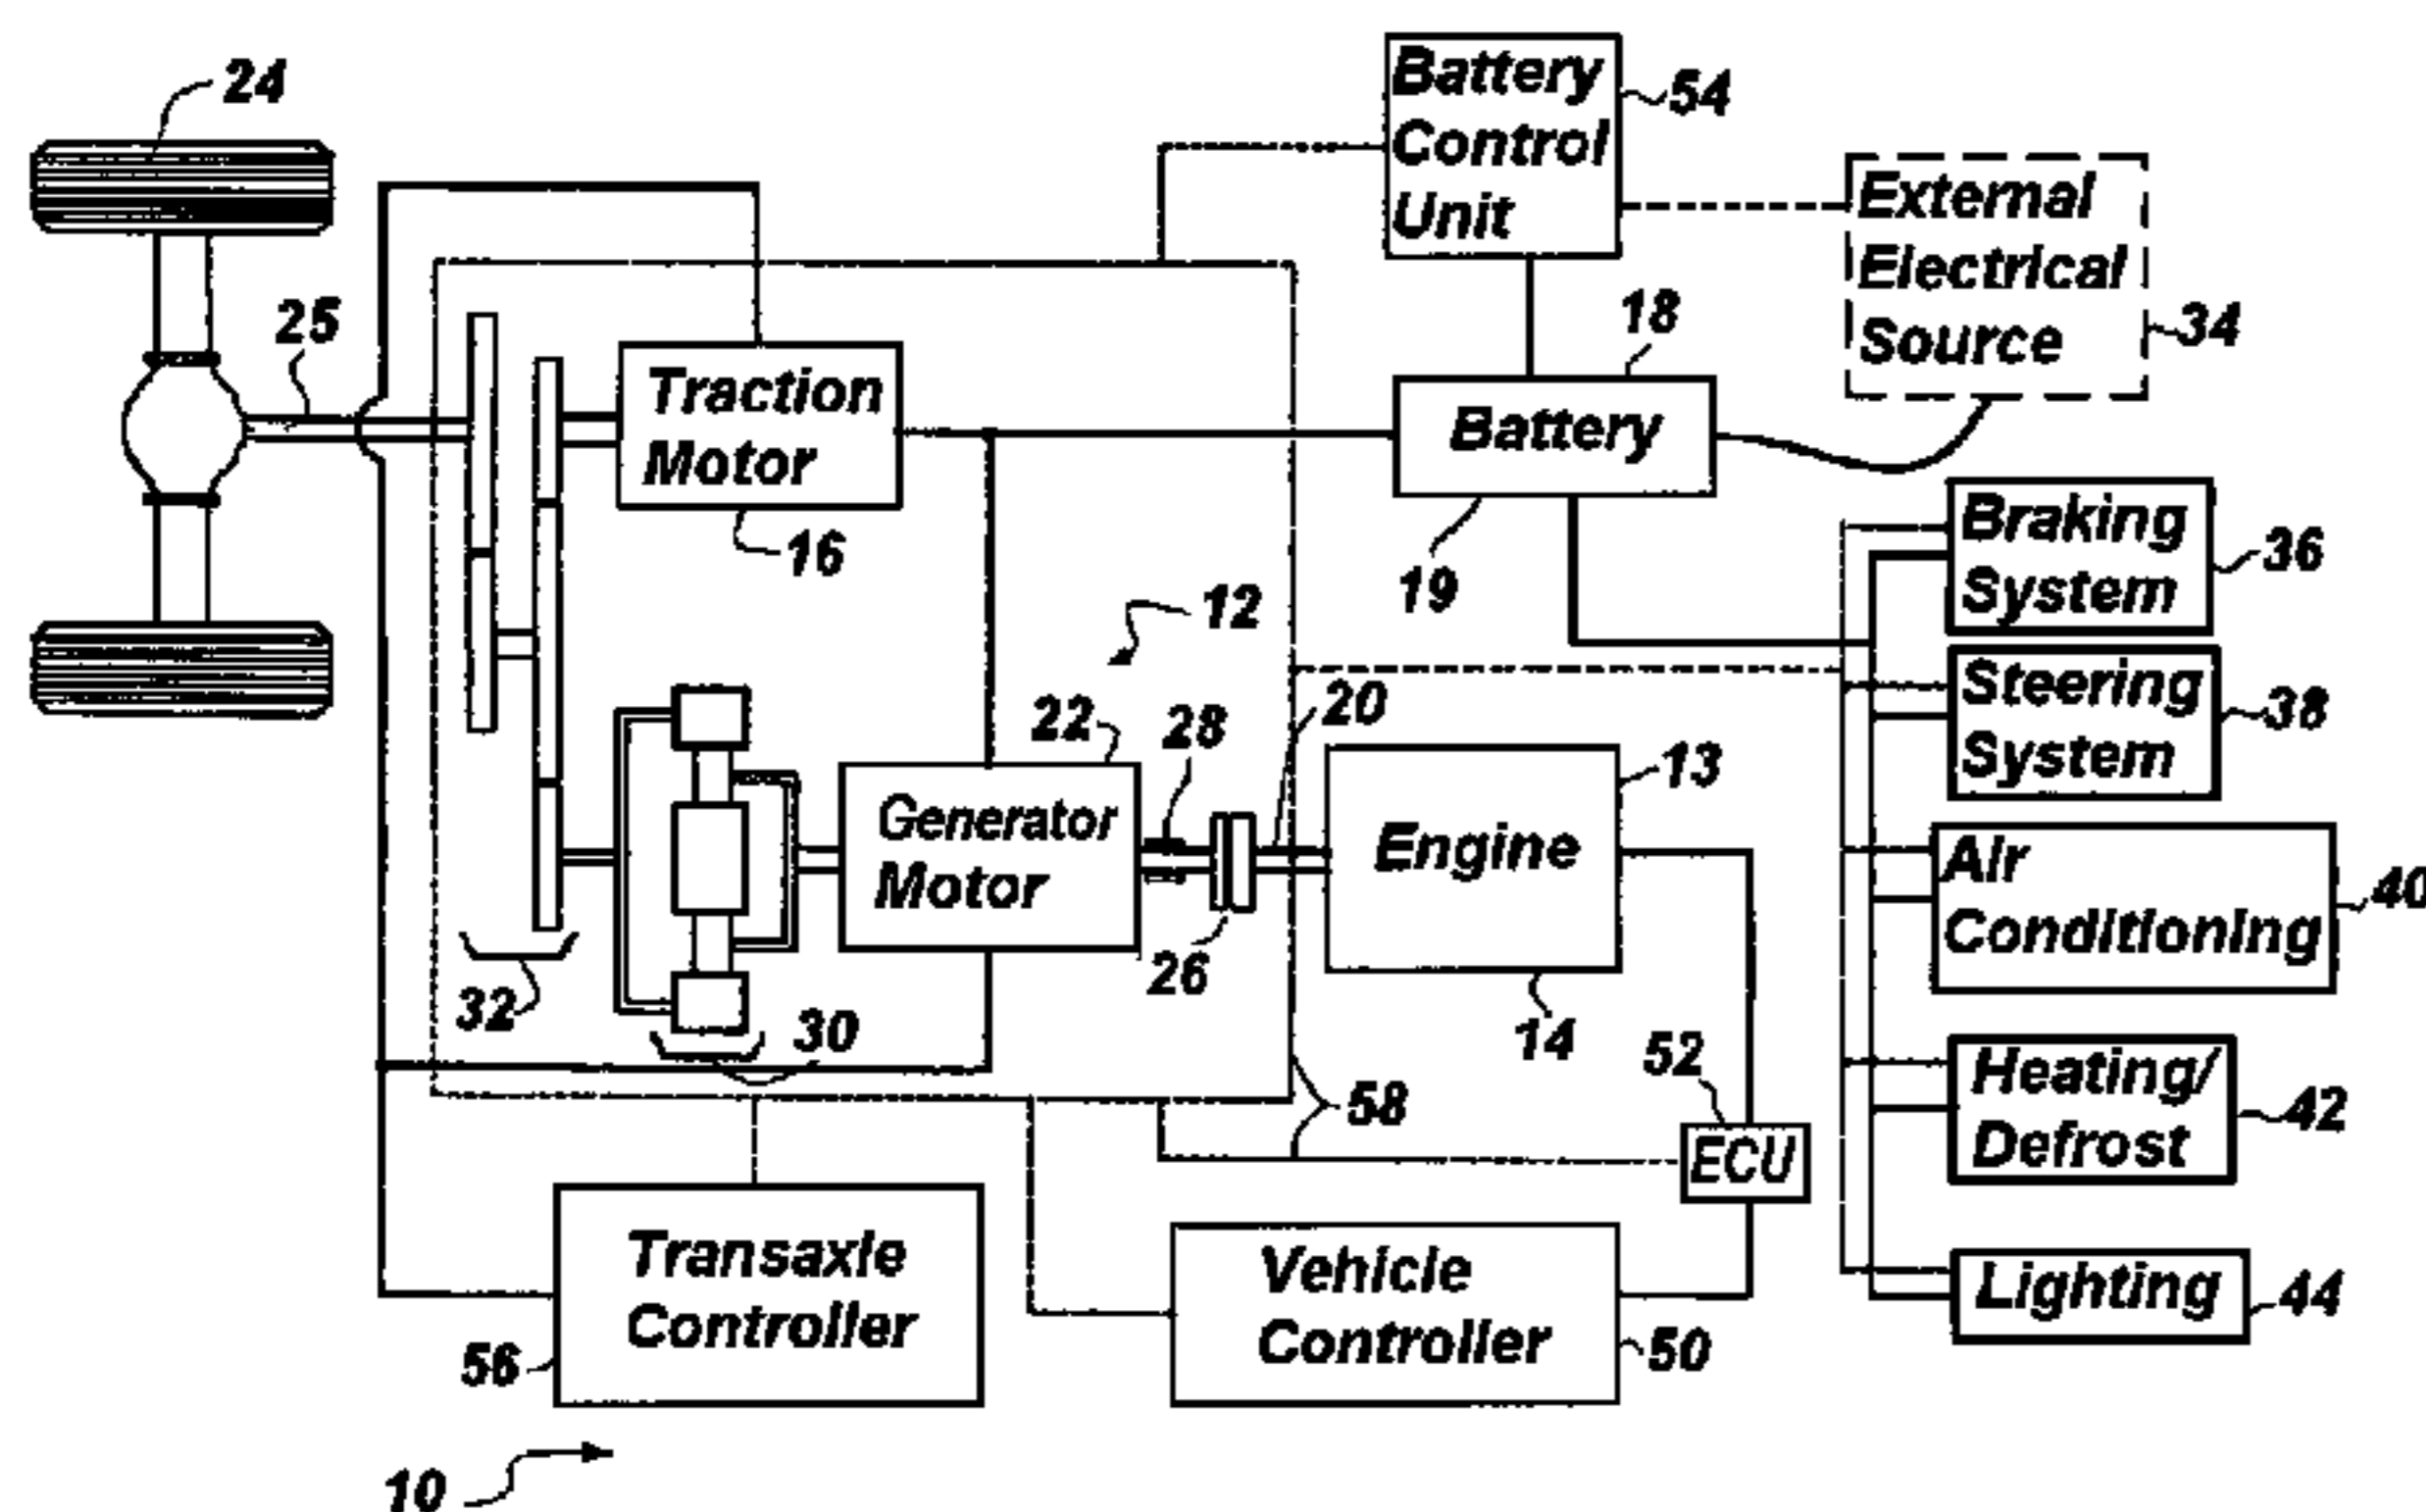 24
Battery
Control
Unit
54
External
Electrical
Source
34
25
18
Traction
Motor
Battery
16
19
Braking
System
36
12
Steering
System
38
22
28
20
13
Generator
Motor
Engine
Air
Conditioning
40
26
32
30
14
52
58
Heating/
Defrost
42
ECU
Transaxle
Controller
56
Vehicle
Controller
50
Lighting
44
10